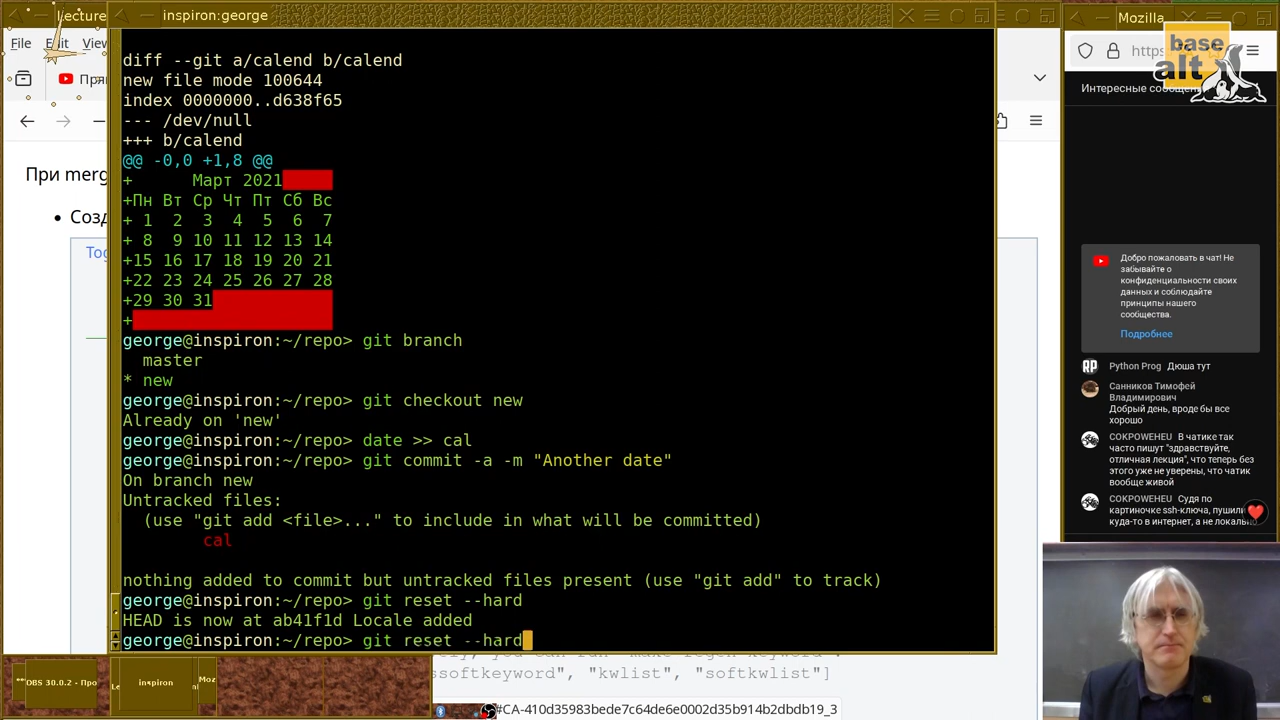 Lecture
inspiron:george
Mozilla
File Edit View
https
base
alt
Интересные сообщен
При merg
Созд
Tog
diff --git a/calend b/calend
new file mode 100644
index 0000000..d638f65
--- /dev/null
+++ b/calend
@@ -0,0 +1,8 @@
+      Март 2021
+Пн Вт Ср Чт Пт Сб Вс
+ 1  2  3  4  5  6  7
+ 8  9 10 11 12 13 14
+15 16 17 18 19 20 21
+22 23 24 25 26 27 28
+29 30 31
+
george@inspiron:~/repo> git branch
  master
* new
george@inspiron:~/repo> git checkout new
Already on 'new'
george@inspiron:~/repo> date >> cal
george@inspiron:~/repo> git commit -a -m "Another date"
On branch new
Untracked files:
  (use "git add <file>..." to include in what will be committed)
        cal
nothing added to commit but untracked files present (use "git add" to track)
george@inspiron:~/repo> git reset --hard
HEAD is now at ab41f1d Locale added
george@inspiron:~/repo> git reset --hard
Добро пожаловать в чат! Не
забывайте о
конфиденциальности своих
данных и соблюдайте
принципы нашего
сообщества.
Подробнее
Python Prog Дюша тут
Санников Тимофей
Владимирович
Добрый день, вроде бы все
хорошо
COKPOWEHEU В чатике так
часто пишут "здравствуйте,
отличная лекция", что теперь без
этого уже не уверены, что чатик
вообще живой
COKPOWEHEU Судя по
картиночке ssh-ключа, пушили
куда-то в интернет, а не локально
ssoftkeyword", "kwlist", "softkwlist"]
OBS 30.0.2 - Про
inspiron
Moz
#CA-410d35983bede7c64de6e0002d35b914b2dbdb19_3